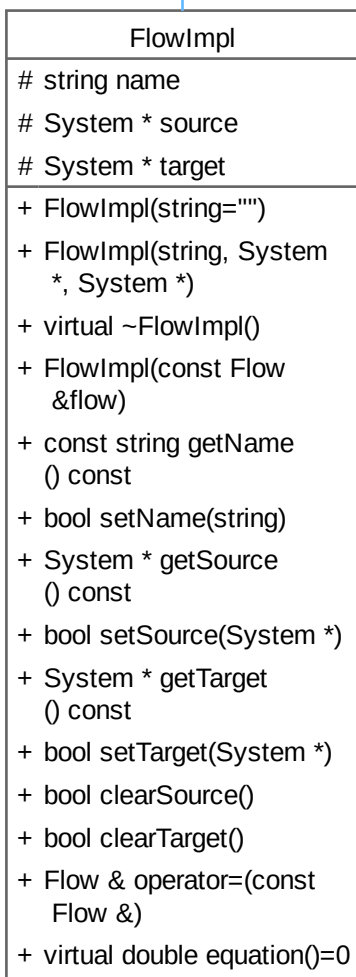 FlowImpl
# string name
# System * source
# System * target
+ FlowImpl(string="")
+ FlowImpl(string, System
*, System *)
+ virtual ~FlowImpl()
+ FlowImpl(const Flow
&flow)
+ const string getName
() const
+ bool setName(string)
+ System * getSource
() const
+ bool setSource(System *)
+ System * getTarget
() const
+ bool setTarget(System *)
+ bool clearSource()
+ bool clearTarget()
+ Flow & operator=(const
Flow &)
+ virtual double equation()=0